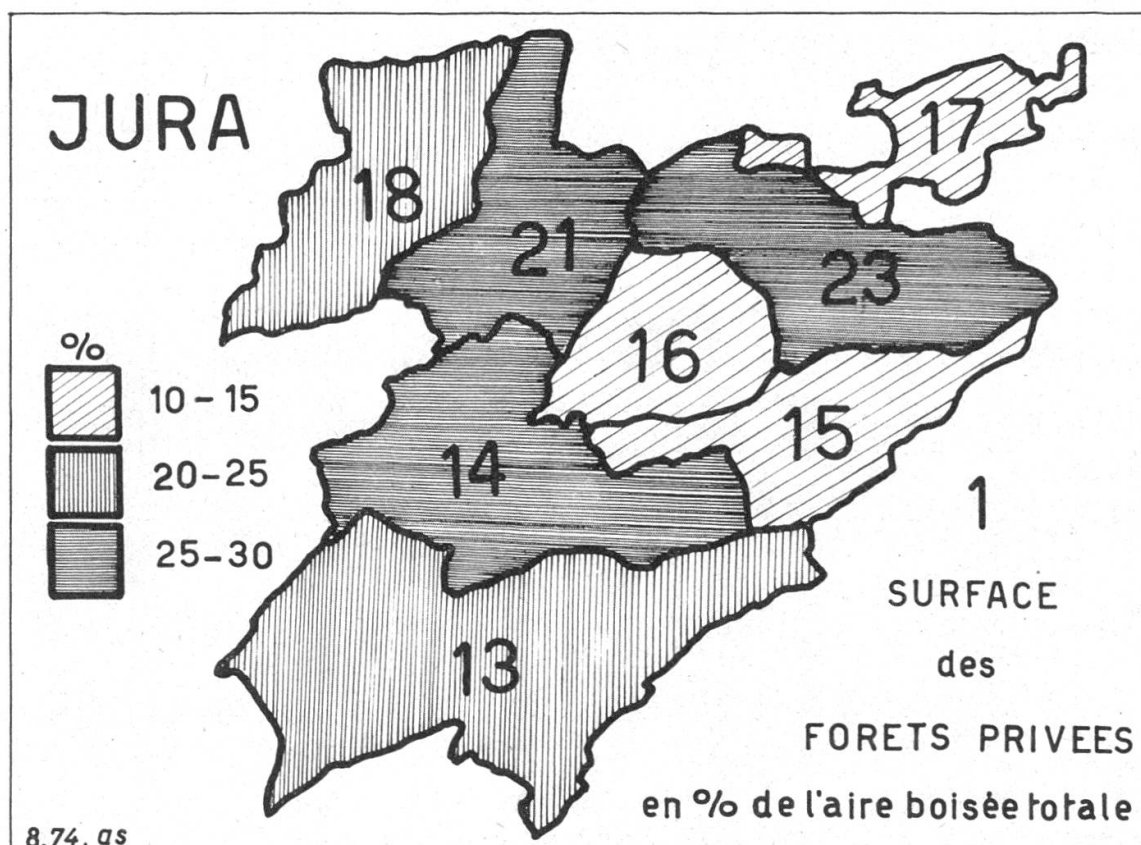 JURA
17
18
21
23
16
%
10-15
15
20-25
14
1
25-30
SURFACE
des
13
FORETS PRIVEES
en % de l'aire boisée totale
8.74. as